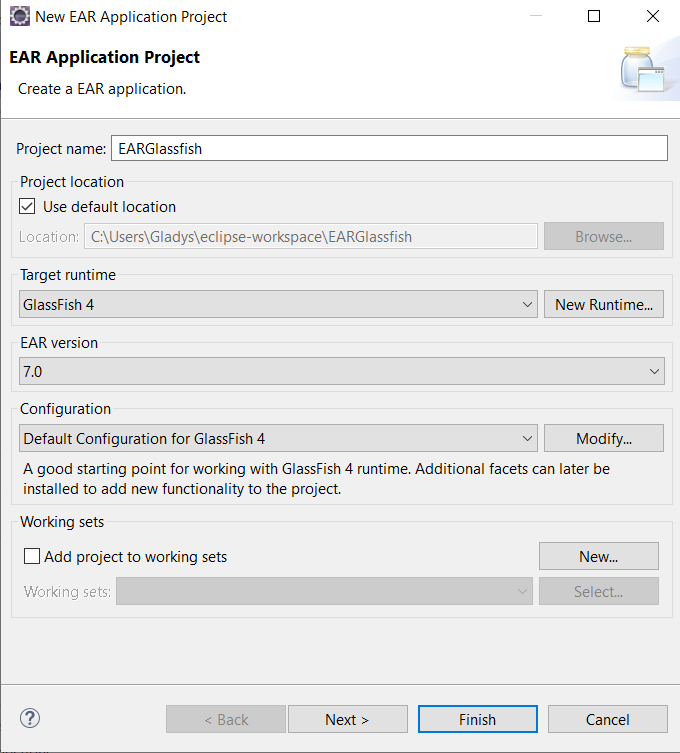 New EAR Application Project
EAR Application Project
Create a EAR application.
Project name: EARGlassfish
Project location
Use default location
Location: C:\Users\Gladys\eclipse-workspace\EARGlassfish Browse...
Target runtime
GlassFish 4 New Runtime...
EAR version
7.0
Configuration
Default Configuration for GlassFish 4 Modify...
A good starting point for working with GlassFish 4 runtime. Additional facets can later be
installed to add new functionality to the project.
Working sets
Add project to working sets New...
Working sets: Select...
? < Back Next > Finish Cancel